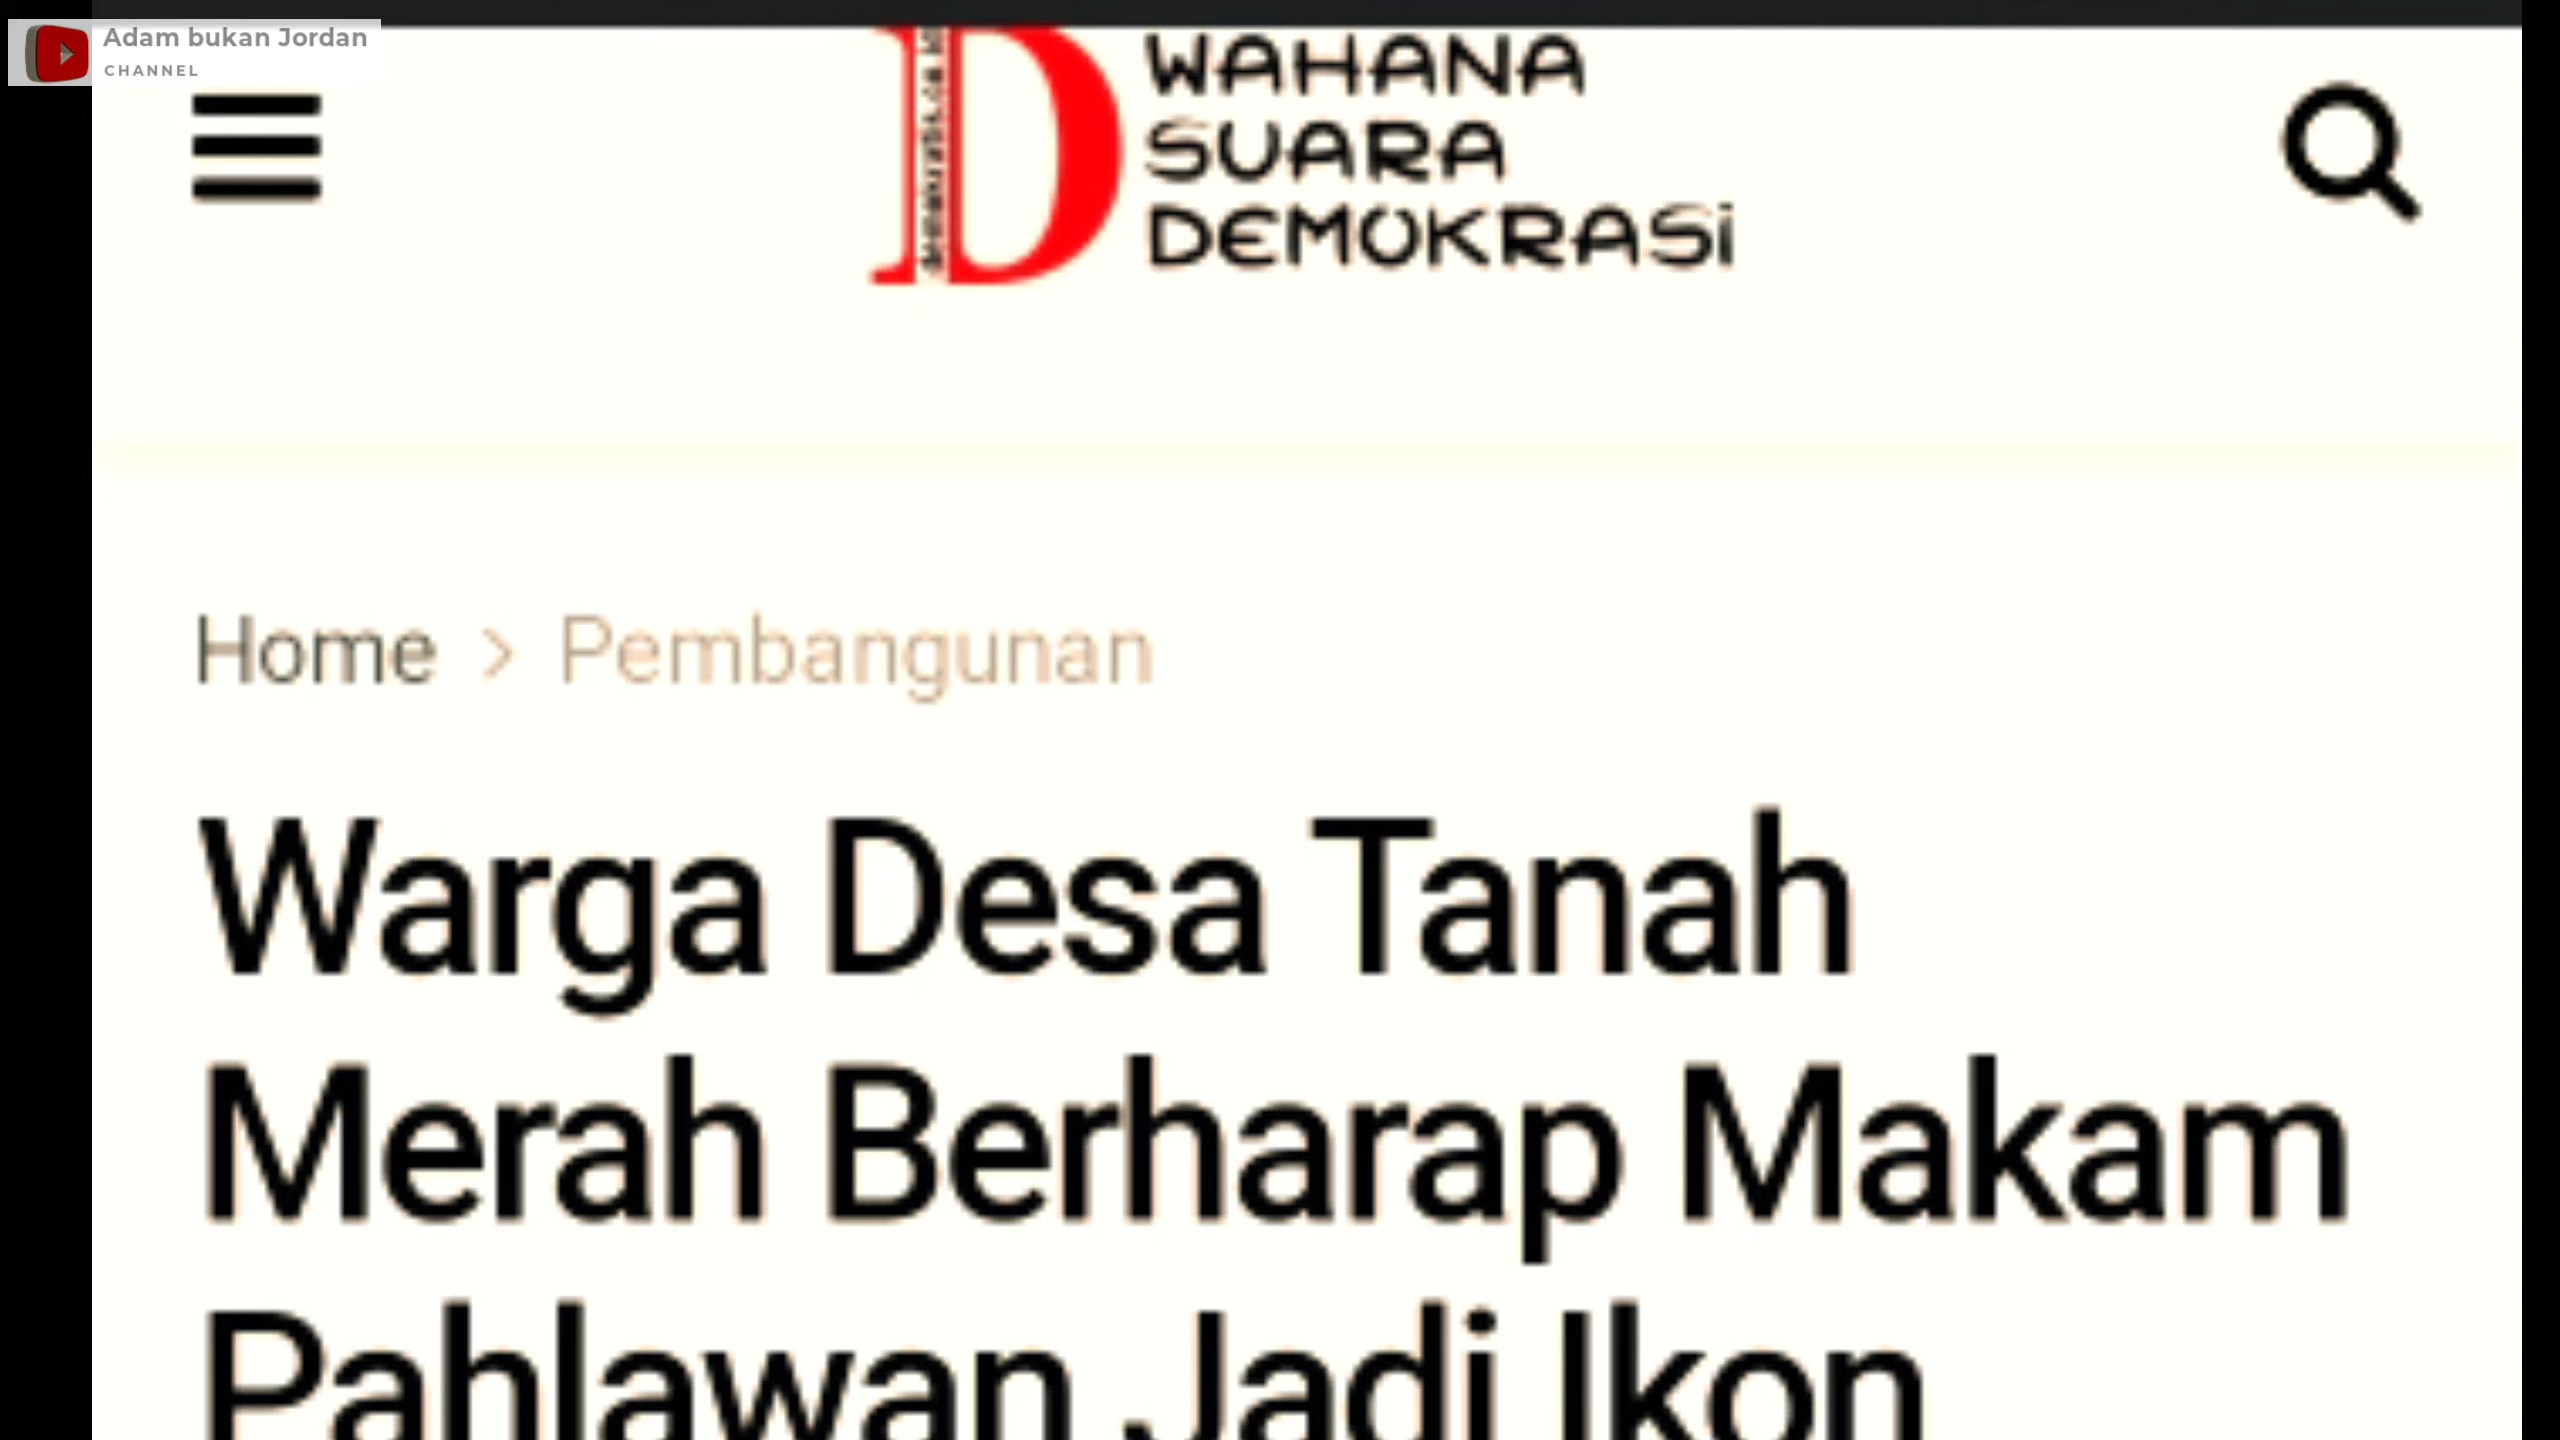 Adam bukan Jordan
CHANNEL
WAHANA
SUARA
DEMOKRASi
Home > Pembangunan
Warga Desa Tanah
Merah Berharap Makam
Pahlawan Jadi Ikon